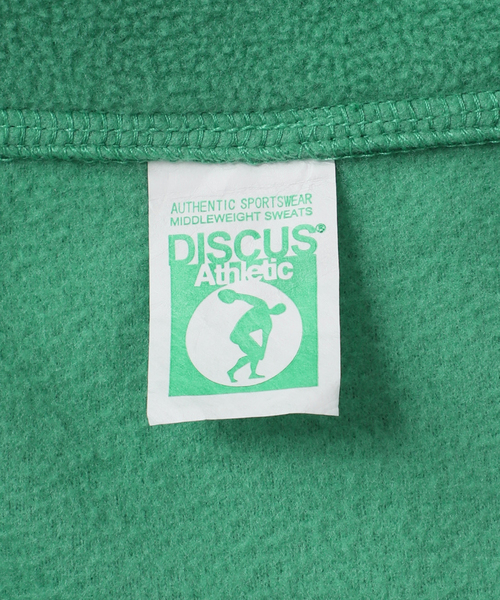 AUTHENTIC SPORTSWEAR
MIDDLEWEIGHT SWEATS
DISCUS®
Athletic